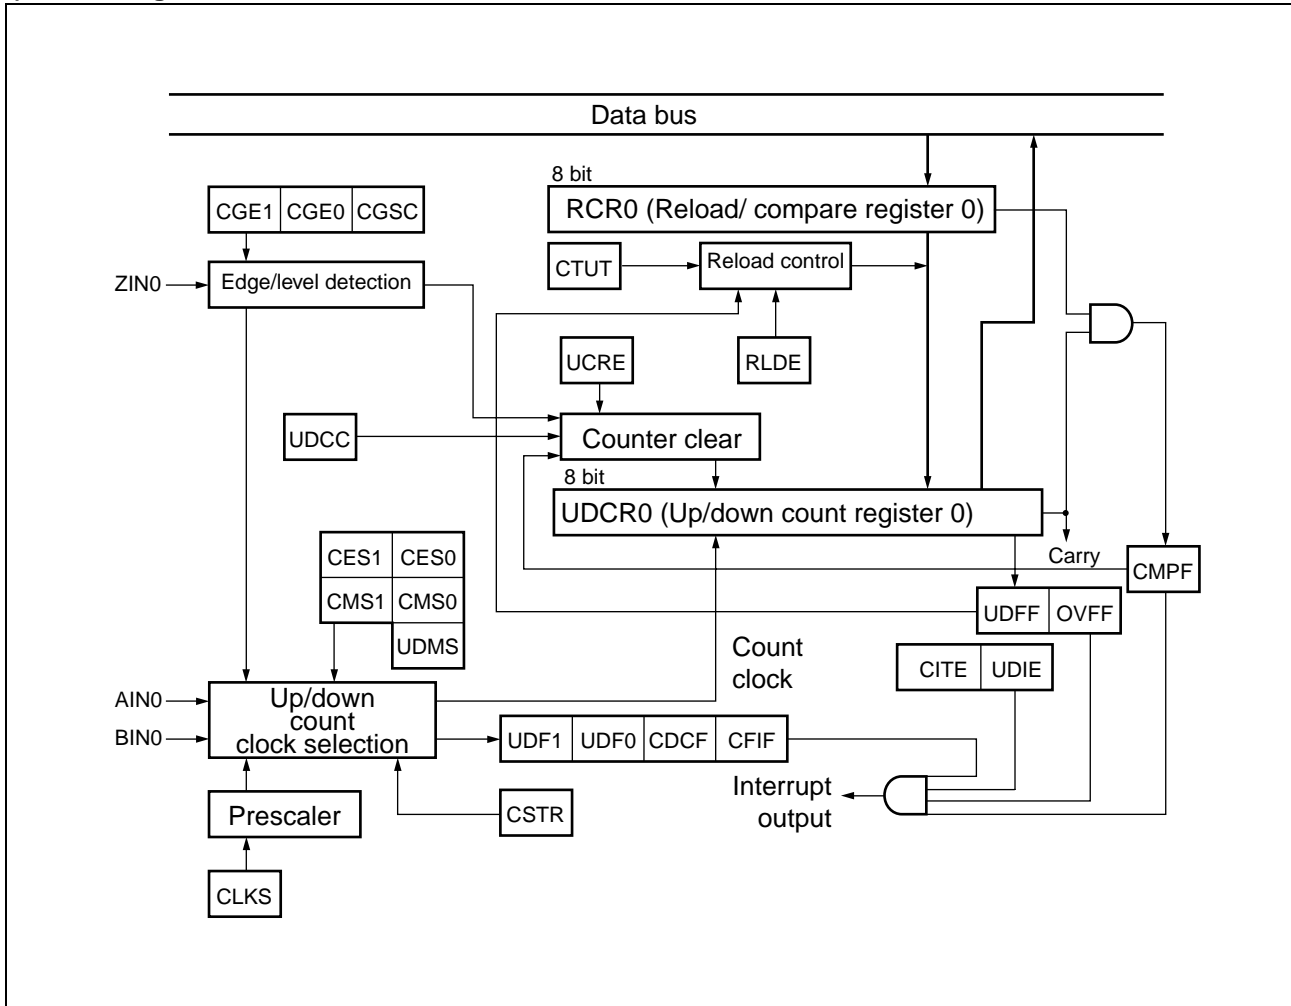 Data bus
8 bit
CGE1 CGE0 CGSC
RCR0 (Reload/ compare register 0)
CTUT
Reload control
ZIN0
Edge/level detection
UCRE
RLDE
UDCC
Counter clear
8 bit
UDCR0 (Up/down count register 0)
CES1 CES0
Carry
CMPF
CMS1 CMS0
UDFF OVFF
UDMS
Count
clock
CITE UDIE
AIN0
Up/down
count
clock selection
BIN0
UDF1 UDF0 CDCF CFIF
Interrupt
output
Prescaler
CSTR
CLKS